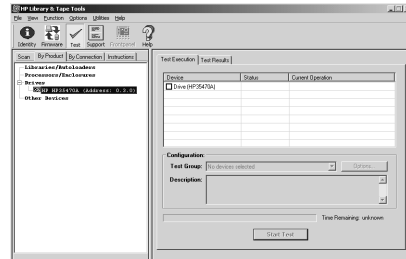 HP Library & Tape Tools
File View Function Options Utilities Help
Identity Firmware Test Support Frontpanel Help
Scan By Product By Connection Instructions
Libraries/Autoloaders
Processors/Enclosures
Drives
HP HP35470A (Address: 0.3.0)
Other Devices
Test Execution Test Results
Device Status Current Operation
Drive (HP35470A)
Configuration:
Test Group: No devices selected Options...
Description:
Time Remaining: unknown
Start Test